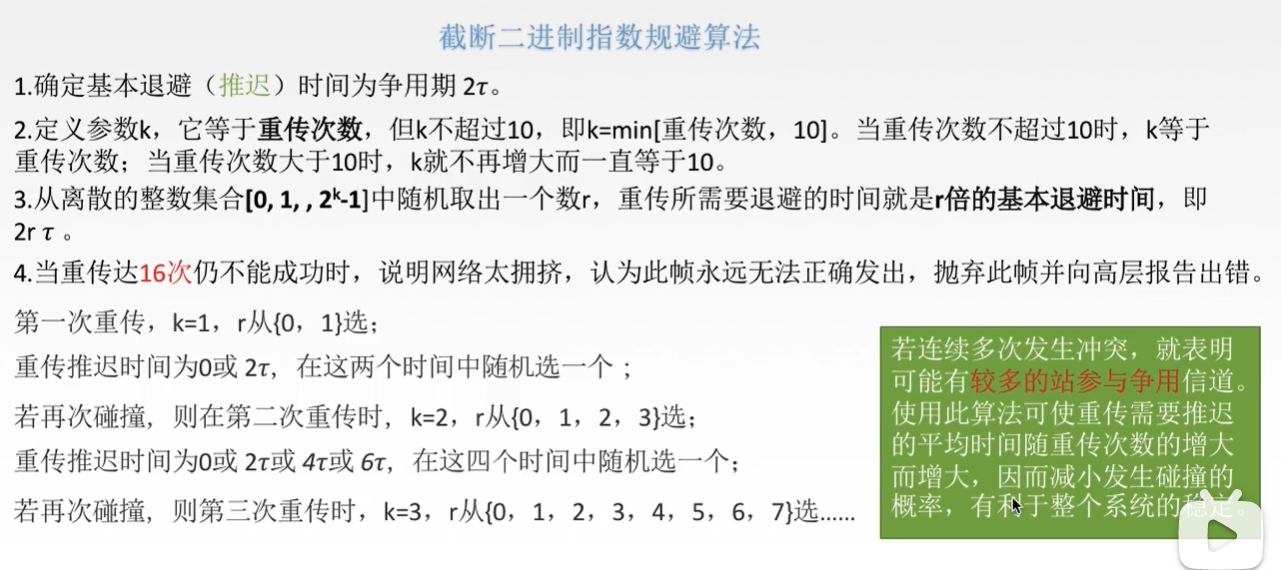 截断二进制指数规避算法
1.确定基本退避（推迟）时间为争用期 2τ。
2.定义参数k，它等于重传次数，但k不超过10，即k=min[重传次数，10]。当重传次数不超过10时，k等于
重传次数；当重传次数大于10时，k就不再增大而一直等于10。
3.从离散的整数集合[0, 1, , 2ᵏ-1]中随机取出一个数r，重传所需要退避的时间就是r倍的基本退避时间，即
2r τ 。
4.当重传达16次仍不能成功时，说明网络太拥挤，认为此帧永远无法正确发出，抛弃此帧并向高层报告出错。
第一次重传，k=1，r从{0，1}选；
重传推迟时间为0或 2τ，在这两个时间中随机选一个；
若再次碰撞，则在第二次重传时，k=2，r从{0，1，2，3}选；
重传推迟时间为0或 2τ或 4τ或 6τ，在这四个时间中随机选一个；
若再次碰撞，则第三次重传时，k=3，r从{0，1，2，3，4，5，6，7}选......
若连续多次发生冲突，就表明
可能有较多的站参与争用信道。
使用此算法可使重传需要推迟
的平均时间随重传次数的增大
而增大，因而减小发生碰撞的
概率，有利于整个系统的稳定。